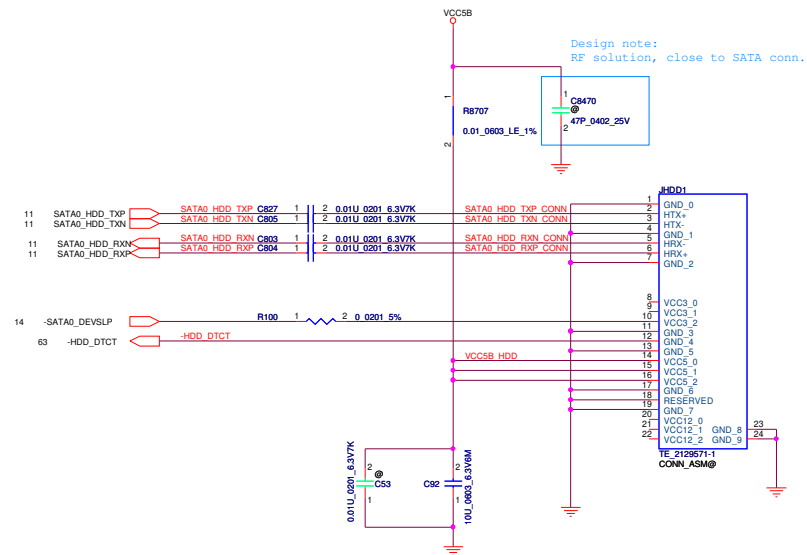 VCC5B
Design note:
RF solution, close to SATA conn.
1
R8707
0.01_0603_LE_1%
2
1
C8470
@
47P_0402_25V
2
JHDD1
11 SATA0_HDD_TXP SATA0_HDD_TXP C827 1 2 0.01U_0201_6.3V7K SATA0_HDD_TXP_CONN
11 SATA0_HDD_TXN SATA0_HDD_TXN C805 1 2 0.01U_0201_6.3V7K SATA0_HDD_TXN_CONN
11 SATA0_HDD_RXN SATA0_HDD_RXN C803 1 2 0.01U_0201_6.3V7K SATA0_HDD_RXN_CONN
11 SATA0_HDD_RXP SATA0_HDD_RXP C804 1 2 0.01U_0201_6.3V7K SATA0_HDD_RXP_CONN
14 -SATA0_DEVSLP R100 1 2 0_0201_5%
63 -HDD_DTCT -HDD_DTCT
VCC5B_HDD
1 GND_0
2 HTX+
3 HTX-
4 GND_1
5 HRX-
6 HRX+
7 GND_2
8 VCC3_0
9 VCC3_1
10 VCC3_2
11 GND_3
12 GND_4
13 GND_5
14 VCC5_0
15 VCC5_1
16 VCC5_2
17 GND_6
18 RESERVED
19 GND_7
20 VCC12_0
21 VCC12_1 GND_8 23
22 VCC12_2 GND_9 24
TE_2129571-1
CONN_ASM@
0.01U_0201_6.3V7K
2
@
C53
1
C92
2
1
10U_0603_6.3V6M